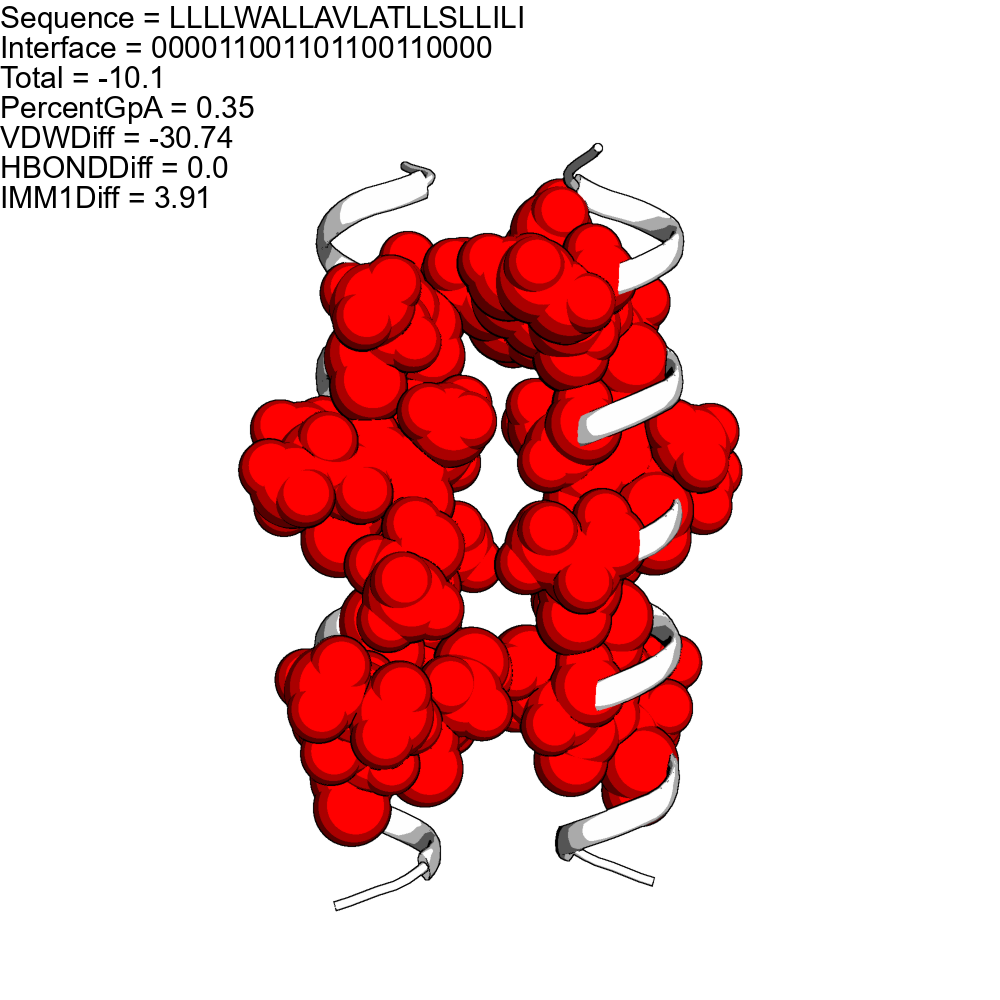 Sequence = LLLLWALLAVLATLLSLLILI
Interface = 000011001101100110000
Total = -10.1
PercentGpA = 0.35
VDWDiff = -30.74
HBONDDiff = 0.0
IMM1Diff = 3.91